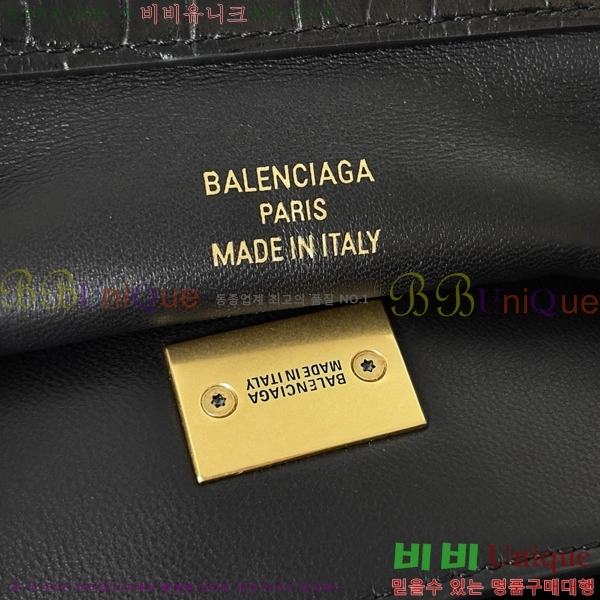 비비유니크
BALENCIAGA
PARIS
MADE IN ITALY
BBUniQue
동종업계 최고의 품질 NO.1
BBUniQue
BALENCIAGA
MADE IN ITALY
비비 Unique
믿을수 있는 명품구매대행